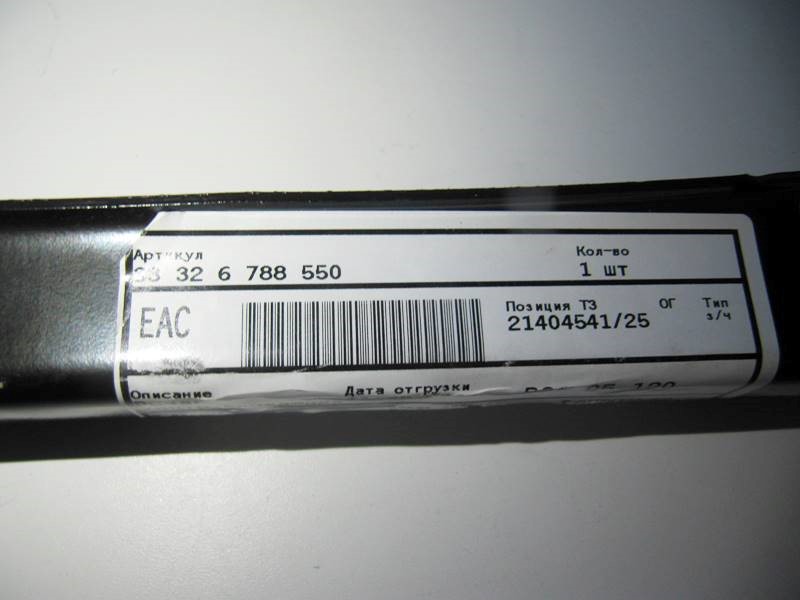 Артикул Кол-во
33 32 6 788 550 1 шт
EAC
Позиция ТЗ ОГ Тип
21404541/25 з/ч
Описание Дата отгрузки